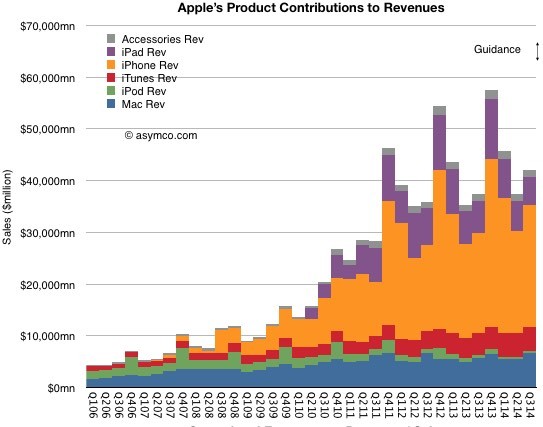 Apple's Product Contributions to Revenues
$70,000mn
Accessories Rev
iPad Rev
iPhone Rev
iTunes Rev
iPod Rev
Mac Rev
Guidance
$60,000mn
$50,000mn
© asymco.com
$40,000mn
$30,000mn
$20,000mn
$10,000mn
$0mn
Sales ($million)
Q106
Q206
Q306
Q406
Q107
Q207
Q307
Q407
Q108
Q208
Q308
Q408
Q109
Q209
Q309
Q409
Q110
Q210
Q310
Q410
Q111
Q211
Q311
Q411
Q112
Q212
Q312
Q412
Q113
Q213
Q313
Q313
Q114
Q214
Q314